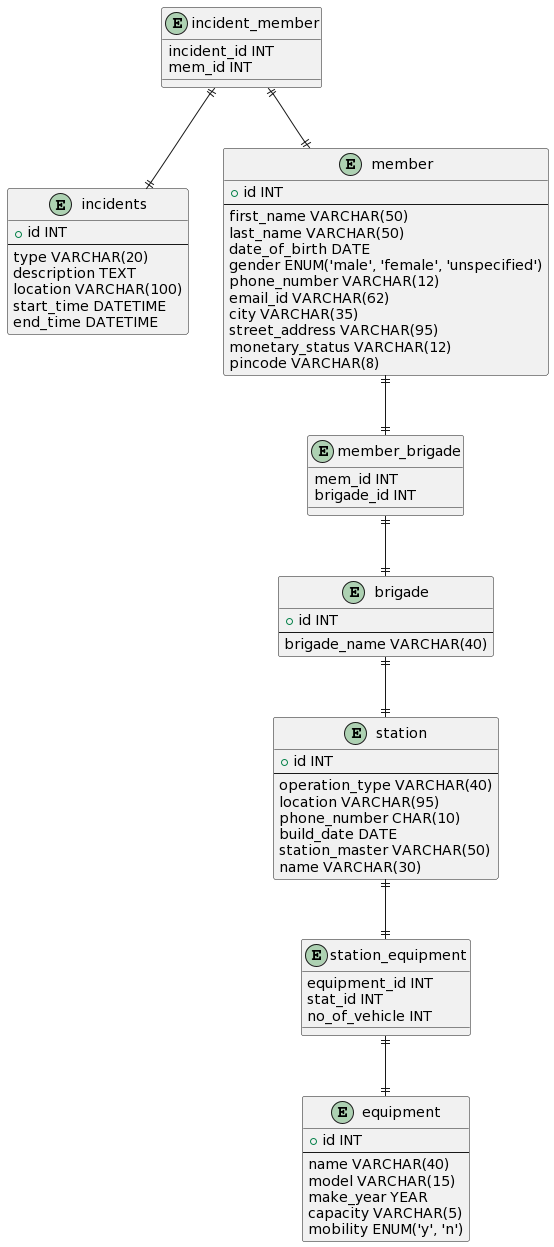 E incident_member
incident_id INT
mem_id INT
E incidents
id INT
type VARCHAR(20)
description TEXT
location VARCHAR(100)
start_time DATETIME
end_time DATETIME
E member
id INT
first_name VARCHAR(50)
last_name VARCHAR(50)
date_of_birth DATE
gender ENUM('male', 'female', 'unspecified')
phone_number VARCHAR(12)
email_id VARCHAR(62)
city VARCHAR(35)
street_address VARCHAR(95)
monetary_status VARCHAR(12)
pincode VARCHAR(8)
E member_brigade
mem_id INT
brigade_id INT
E brigade
id INT
brigade_name VARCHAR(40)
E station
id INT
operation_type VARCHAR(40)
location VARCHAR(95)
phone_number CHAR(10)
build_date DATE
station_master VARCHAR(50)
name VARCHAR(30)
E station_equipment
equipment_id INT
stat_id INT
no_of_vehicle INT
E equipment
id INT
name VARCHAR(40)
model VARCHAR(15)
make_year YEAR
capacity VARCHAR(5)
mobility ENUM('y', 'n')